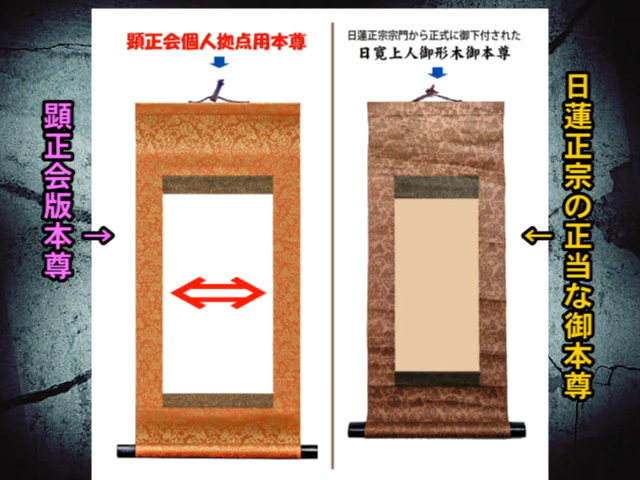 顕正会個人拠点用本尊
日蓮正宗宗門から正式に御下付された
日寛上人御形木御本尊
顕正会版本尊
日蓮正宗の正当な御本尊